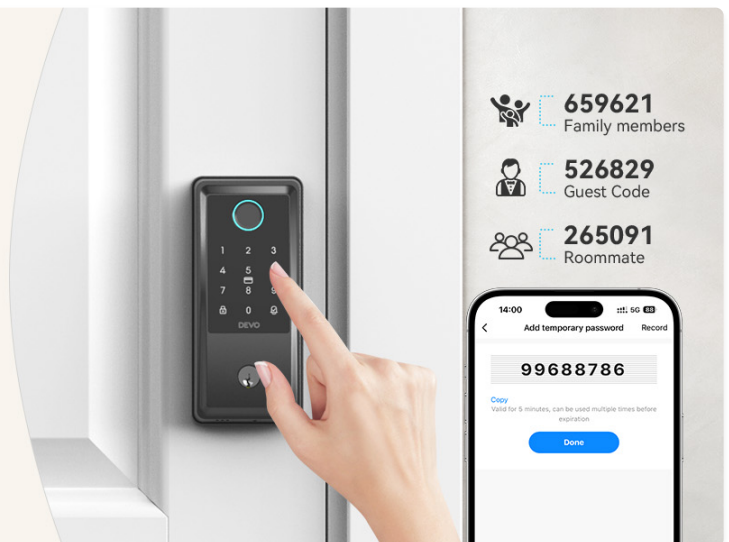 1 2 3
4 5
7 8 9
0
DEVO
659621
Family members
526829
Guest Code
265091
Roommate
14:00
5G 88
Add temporary password
Record
99688786
Copy
Valid for 5 minutes, can be used multiple times before
expiration
Done